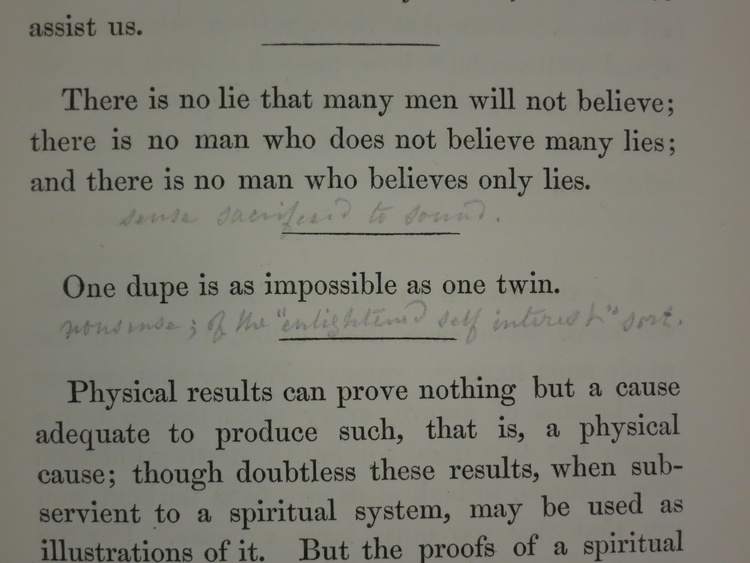 assist us.
There is no lie that many men will not believe;
there is no man who does not believe many lies;
and there is no man who believes only lies.
sense sacrificed to sound.
One dupe is as impossible as one twin.
nonsense; of the "enlightened self interest" sort.
Physical results can prove nothing but a cause
adequate to produce such, that is, a physical
cause; though doubtless these results, when sub-
servient to a spiritual system, may be used as
illustrations of it. But the proofs of a spiritual